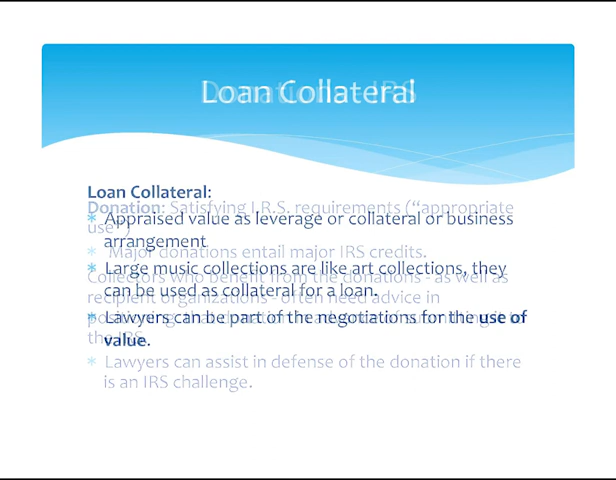 Loan Collateral
Donations - IRS
Loan Collateral:
* Appraised value as leverage or collateral or business
arrangement
* Large music collections are like art collections, they
can be used as collateral for a loan.
* Lawyers can be part of the negotiations for the use of
value.
Donation: Satisfying I.R.S. requirements ("appropriate
use")
* Major donations entail major IRS credits.
Collectors who benefit from the donations - as well as
recipient organizations - often need advice in
the IRS
* Lawyers can assist in defense of the donation if there
is an IRS challenge.